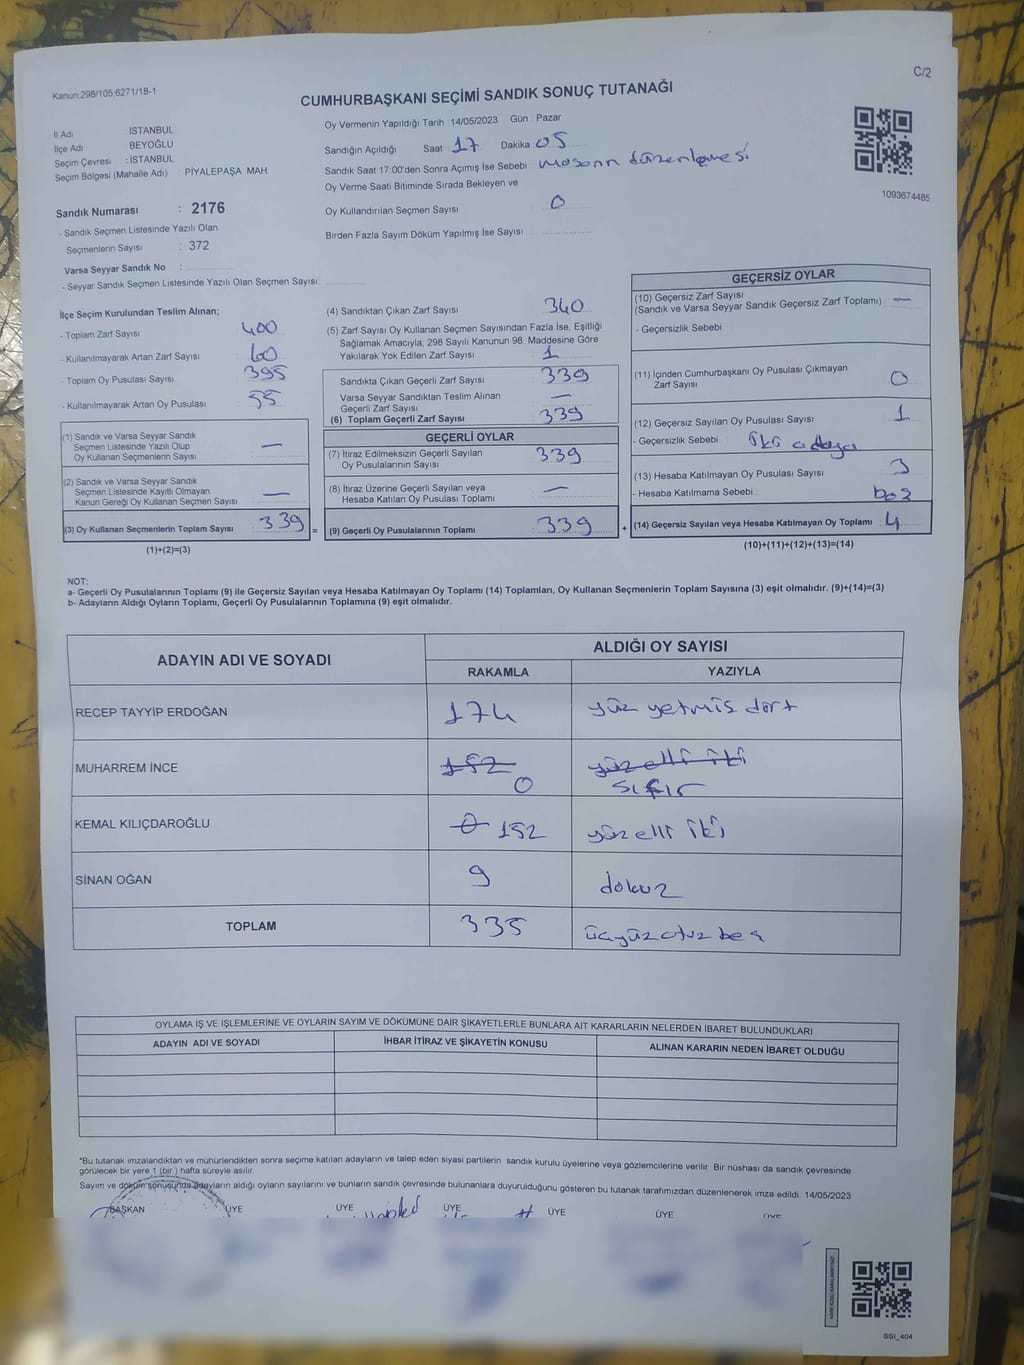 C/2
Kanun:298/105,6271/18-1
CUMHURBAŞKANI SEÇİMİ SANDIK SONUÇ TUTANAĞI
İl Adı : İSTANBUL
İlçe Adı BEYOĞLU
Seçim Çevresi : İSTANBUL
Seçim Bölgesi (Mahalle Adı) : PİYALEPAŞA MAH
Sandık Numarası : 2176
- Sandık Seçmen Listesinde Yazılı Olan
Seçmenlerin Sayısı : 372
Varsa Seyyar Sandık No :
- Seyyar Sandık Seçmen Listesinde Yazılı Olan Seçmen Sayısı:
Oy Vermenin Yapıldığı Tarih :14/05/2023 Gün : Pazar
Sandığın Açıldığı Saat 17 Dakika 05
Sandık Saat 17:00'den Sonra Açılmış İse Sebebi masanın düzenlemesi
Oy Verme Saati Bitiminde Sırada Bekleyen ve
Oy Kullandırılan Seçmen Sayısı 0
Birden Fazla Sayım Döküm Yapılmış İse Sayısı
1093674485
İlçe Seçim Kurulundan Teslim Alınan;
- Toplam Zarf Sayısı 400
- Kullanılmayarak Artan Zarf Sayısı 60
- Toplam Oy Pusulası Sayısı 395
- Kullanılmayarak Artan Oy Pusulası 55
(1) Sandık ve Varsa Seyyar Sandık
Seçmen Listesinde Yazılı Olup
Oy Kullanan Seçmenlerin Sayısı —
(2) Sandık ve Varsa Seyyar Sandık
Seçmen Listesinde Kayıtlı Olmayan
Kanun Gereği Oy Kullanan Seçmen Sayısı —
(3) Oy Kullanan Seçmenlerin Toplam Sayısı 339 =
(1)+(2)=(3)
(4) Sandıktan Çıkan Zarf Sayısı 340
(5) Zarf Sayısı Oy Kullanan Seçmen Sayısından Fazla İse, Eşitliği
Sağlamak Amacıyla; 298 Sayılı Kanunun 98. Maddesine Göre
Yakılarak Yok Edilen Zarf Sayısı 1
Sandıkta Çıkan Geçerli Zarf Sayısı 339
Varsa Seyyar Sandıktan Teslim Alınan
Geçerli Zarf Sayısı —
(6) Toplam Geçerli Zarf Sayısı 339
GEÇERLİ OYLAR
(7) İtiraz Edilmeksizin Geçerli Sayılan
Oy Pusulalarının Sayısı 339
(8) İtiraz Üzerine Geçerli Sayılan veya
Hesaba Katılan Oy Pusulası Toplamı —
(9) Geçerli Oy Pusulalarının Toplamı 339 +
GEÇERSİZ OYLAR
(10) Geçersiz Zarf Sayısı
(Sandık ve Varsa Seyyar Sandık Geçersiz Zarf Toplamı) —
- Geçersizlik Sebebi :
(11) İçinden Cumhurbaşkanı Oy Pusulası Çıkmayan
Zarf Sayısı 0
(12) Geçersiz Sayılan Oy Pusulası Sayısı 1
- Geçersizlik Sebebi : iki adaya
(13) Hesaba Katılmayan Oy Pusulası Sayısı 3
- Hesaba Katılmama Sebebi boş
(14) Geçersiz Sayılan veya Hesaba Katılmayan Oy Toplamı : 4
(10)+(11)+(12)+(13)=(14)
NOT:
a- Geçerli Oy Pusulalarının Toplamı (9) ile Geçersiz Sayılan veya Hesaba Katılmayan Oy Toplamı (14) Toplamları, Oy Kullanan Seçmenlerin Toplam Sayısına (3) eşit olmalıdır. (9)+(14)=(3)
b- Adayların Aldığı Oyların Toplamı, Geçerli Oy Pusulalarının Toplamına (9) eşit olmalıdır.
ADAYIN ADI VE SOYADI
ALDIĞI OY SAYISI
RAKAMLA YAZIYLA
RECEP TAYYİP ERDOĞAN 174 yüz yetmis dört
MUHARREM İNCE 152 yüzelli iki
0 sıfır
KEMAL KILIÇDAROĞLU 0 152 yüzelli iki
SİNAN OĞAN 9 dokuz
TOPLAM 335 üçyüzotuz beş
OYLAMA İŞ VE İŞLEMLERİNE VE OYLARIN SAYIM VE DÖKÜMÜNE DAİR ŞİKAYETLERLE BUNLARA AİT KARARLARIN NELERDEN İBARET BULUNDUKLARI
ADAYIN ADI VE SOYADI İHBAR İTİRAZ VE ŞİKAYETİN KONUSU ALINAN KARARIN NEDEN İBARET OLDUĞU
*Bu tutanak imzalandıktan ve mühürlendikten sonra seçime katılan adayların ve talep eden siyasi partilerin sandık kurulu üyelerine veya gözlemcilerine verilir. Bir nüshası da sandık çevresinde
görülecek bir yere 1 (bir ) hafta süreyle asılır.
Sayım ve döküm sonuçunda adayların aldığı oyların sayılarını ve bunların sandık çevresinde bulunanlara duyurulduğunu gösteren bu tutanak tarafımızdan düzenlenerek imza edildi. 14/05/2023
BAŞKAN ÜYE ÜYE ÜYE ÜYE ÜYE ÜYE
SSI_404